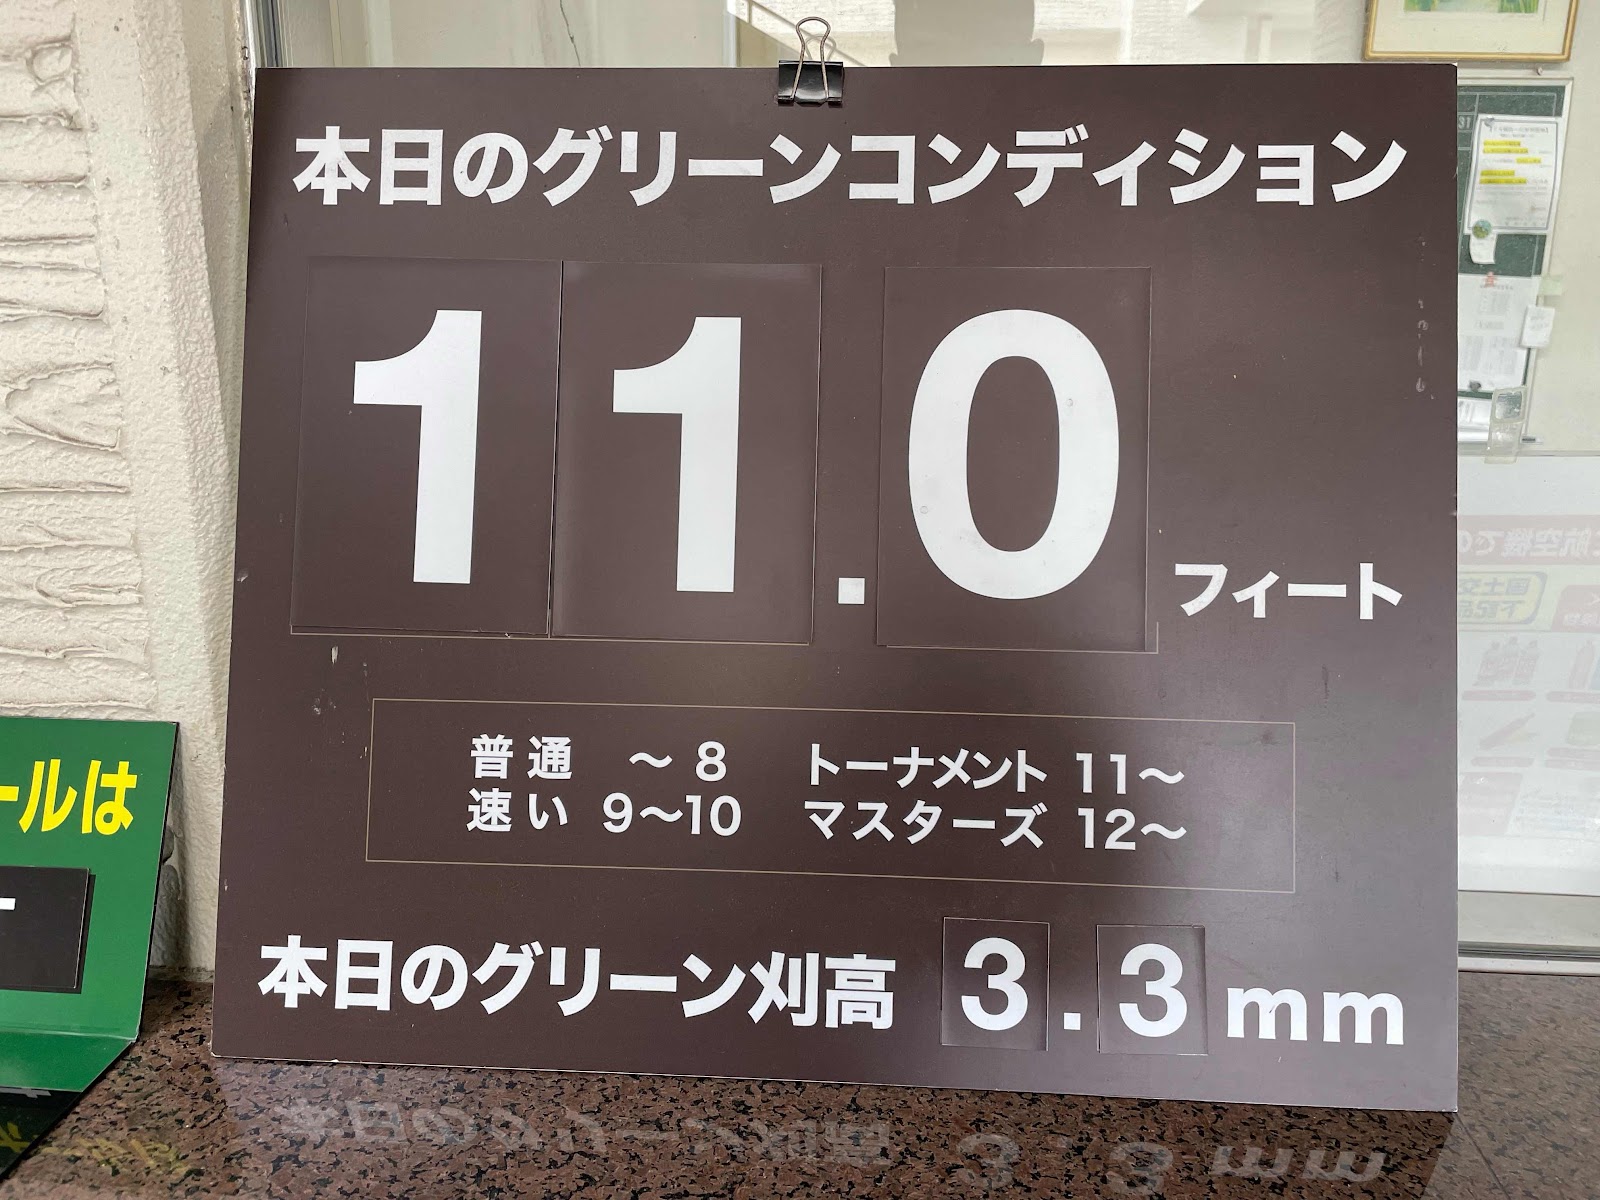 本日のグリーンコンディション
11.0フィート
普通 ～8 トーナメント 11～
速い 9～10 マスターズ 12～
本日のグリーン刈高 3.3mm
ールは
31